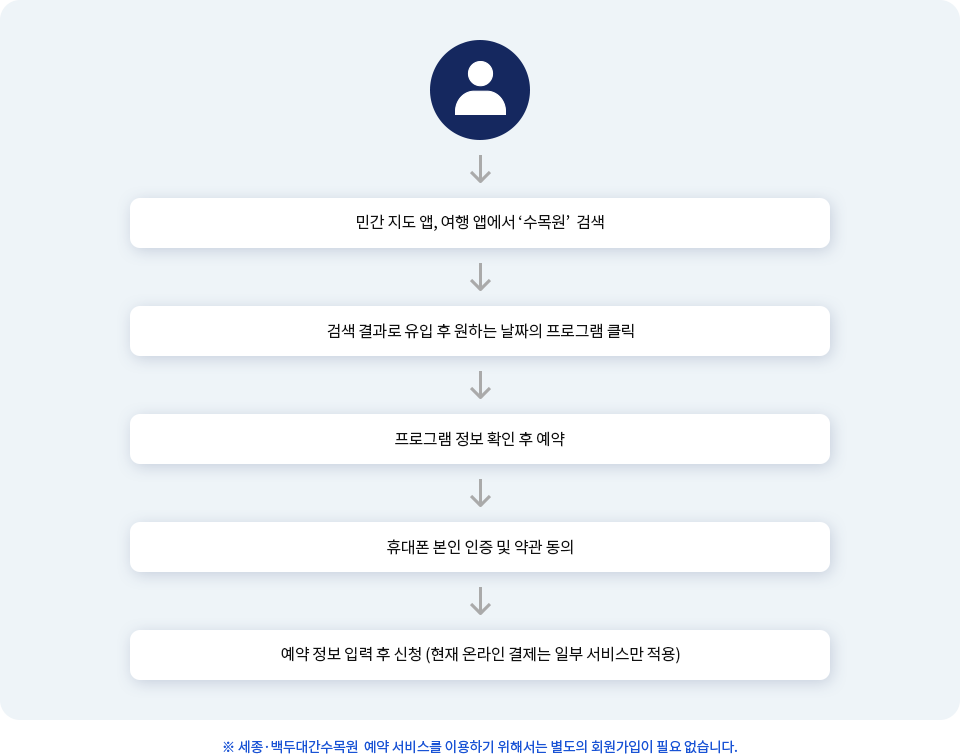 민간 지도 앱, 여행 앱에서 ‘수목원’ 검색
검색 결과로 유입 후 원하는 날짜의 프로그램 클릭
프로그램 정보 확인 후 예약
휴대폰 본인 인증 및 약관 동의
예약 정보 입력 후 신청 (현재 온라인 결제는 일부 서비스만 적용)
※ 세종·백두대간수목원 예약 서비스를 이용하기 위해서는 별도의 회원가입이 필요 없습니다.